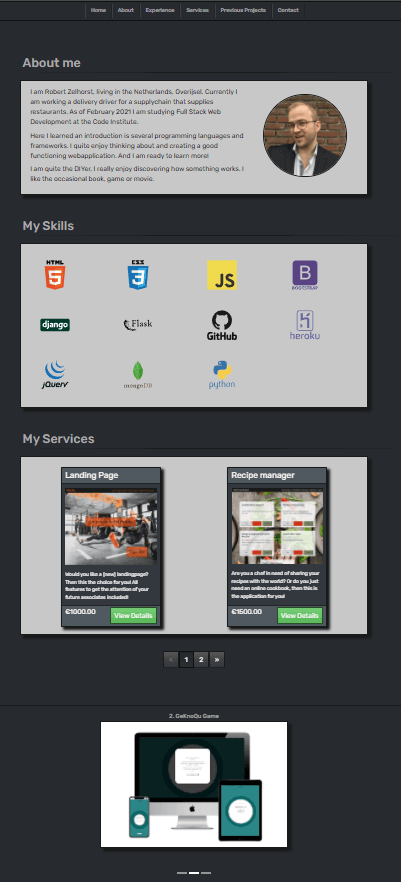 Home About Experience Services Previous Projects Contact
About me
I am Robert Zelhorst, living in the Netherlands. Overijsel. Currently I
am working a delivery driver for a supplychain that supplies
restaurants. As of February 2021 I am studying Full Stack Web
Development at the Code Institute.
Here I learned an introduction is several programming languages and
frameworks. I quite enjoy thinking about and creating a good
functioning webapplication. And I am ready to learn more!
I am quite the DIYer, I really enjoy discovering how something works. I
like the occasional book, game or movie.
My Skills
HTML CSS JS BOOTSTRAP
django Flask GitHub heroku
jQuery mongoDB python
My Services
Landing Page
Would you like a (new) landingpage?
Then this the choice for you! All
features to get the attention of your
future associates included!
€1000.00 View Details
Recipe manager
Are you a chef in need of sharing your
recipes with the world? Or do you just
need an online cookbook, then this is
the application for you!
€1500.00 View Details
« 1 2 »
2. GeKnoQu Game